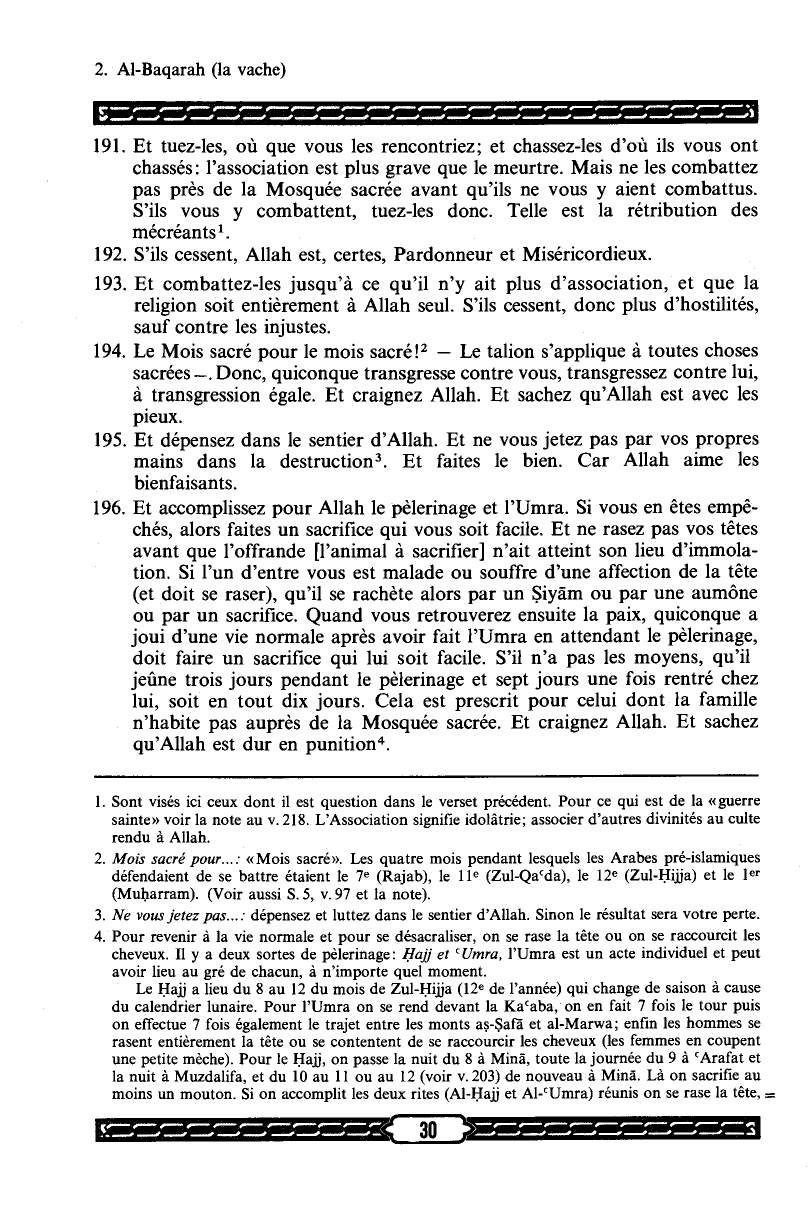 2. Al-Baqarah (la vache)
191. Et tuez-les, où que vous les rencontriez; et chassez-les d’où ils vous ont
chassés: l’association est plus grave que le meurtre. Mais ne les combattez
pas près de la Mosquée sacrée avant qu’ils ne vous y aient combattus.
S’ils vous y combattent, tuez-les donc. Telle est la rétribution des
mécréants¹.
192. S’ils cessent, Allah est, certes, Pardonneur et Miséricordieux.
193. Et combattez-les jusqu’à ce qu’il n’y ait plus d’association, et que la
religion soit entièrement à Allah seul. S’ils cessent, donc plus d’hostilités,
sauf contre les injustes.
194. Le Mois sacré pour le mois sacré!² — Le talion s’applique à toutes choses
sacrées —. Donc, quiconque transgresse contre vous, transgressez contre lui,
à transgression égale. Et craignez Allah. Et sachez qu’Allah est avec les
pieux.
195. Et dépensez dans le sentier d’Allah. Et ne vous jetez pas par vos propres
mains dans la destruction³. Et faites le bien. Car Allah aime les
bienfaisants.
196. Et accomplissez pour Allah le pèlerinage et l’Umra. Si vous en êtes empê-
chés, alors faites un sacrifice qui vous soit facile. Et ne rasez pas vos têtes
avant que l’offrande [l’animal à sacrifier] n’ait atteint son lieu d’immola-
tion. Si l’un d’entre vous est malade ou souffre d’une affection de la tête
(et doit se raser), qu’il se rachète alors par un Ṣiyām ou par une aumône
ou par un sacrifice. Quand vous retrouverez ensuite la paix, quiconque a
joui d’une vie normale après avoir fait l’Umra en attendant le pèlerinage,
doit faire un sacrifice qui lui soit facile. S’il n’a pas les moyens, qu’il
jeûne trois jours pendant le pèlerinage et sept jours une fois rentré chez
lui, soit en tout dix jours. Cela est prescrit pour celui dont la famille
n’habite pas auprès de la Mosquée sacrée. Et craignez Allah. Et sachez
qu’Allah est dur en punition⁴.
1. Sont visés ici ceux dont il est question dans le verset précédent. Pour ce qui est de la «guerre
sainte» voir la note au v. 218. L’Association signifie idolâtrie; associer d’autres divinités au culte
rendu à Allah.
2. Mois sacré pour...: «Mois sacré». Les quatre mois pendant lesquels les Arabes pré-islamiques
défendaient de se battre étaient le 7ᵉ (Rajab), le 11ᵉ (Zul-Qaʿda), le 12ᵉ (Zul-Ḥijja) et le 1ᵉʳ
(Muḥarram). (Voir aussi S. 5, v. 97 et la note).
3. Ne vous jetez pas...: dépensez et luttez dans le sentier d’Allah. Sinon le résultat sera votre perte.
4. Pour revenir à la vie normale et pour se désacraliser, on se rase la tête ou on se raccourcit les
cheveux. Il y a deux sortes de pèlerinage: Ḥajj et ʿUmra, l’Umra est un acte individuel et peut
avoir lieu au gré de chacun, à n’importe quel moment.
Le Ḥajj a lieu du 8 au 12 du mois de Zul-Ḥijja (12ᵉ de l’année) qui change de saison à cause
du calendrier lunaire. Pour l’Umra on se rend devant la Kaʿaba, on en fait 7 fois le tour puis
on effectue 7 fois également le trajet entre les monts aṣ-Ṣafā et al-Marwa; enfin les hommes se
rasent entièrement la tête ou se contentent de se raccourcir les cheveux (les femmes en coupent
une petite mèche). Pour le Ḥajj, on passe la nuit du 8 à Minā, toute la journée du 9 à ʿArafat et
la nuit à Muzdalifa, et du 10 au 11 ou au 12 (voir v. 203) de nouveau à Minā. Là on sacrifie au
moins un mouton. Si on accomplit les deux rites (Al-Ḥajj et Al-ʿUmra) réunis on se rase la tête, =
30